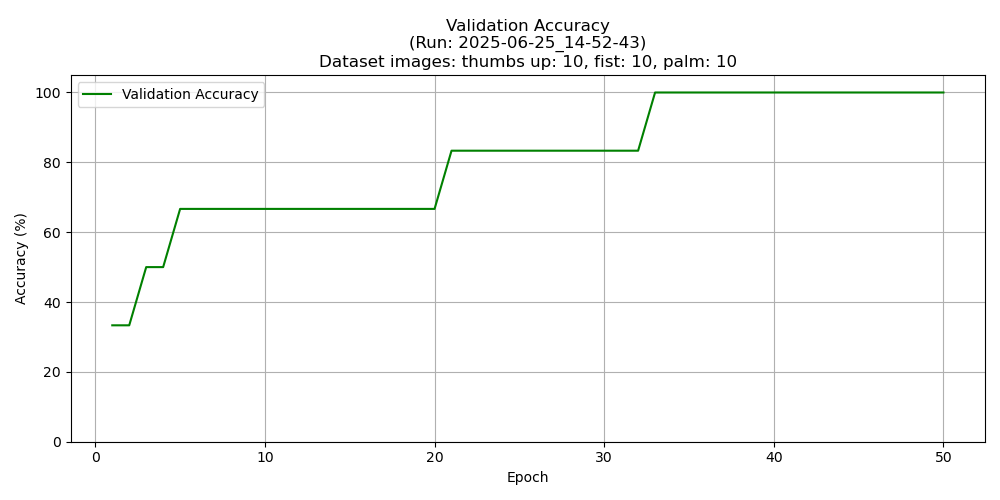 Validation Accuracy
(Run: 2025-06-25_14-52-43)
Dataset images: thumbs up: 10, fist: 10, palm: 10
Validation Accuracy
100
80
60
40
20
0
Accuracy (%)
0 10 20 30 40 50
Epoch